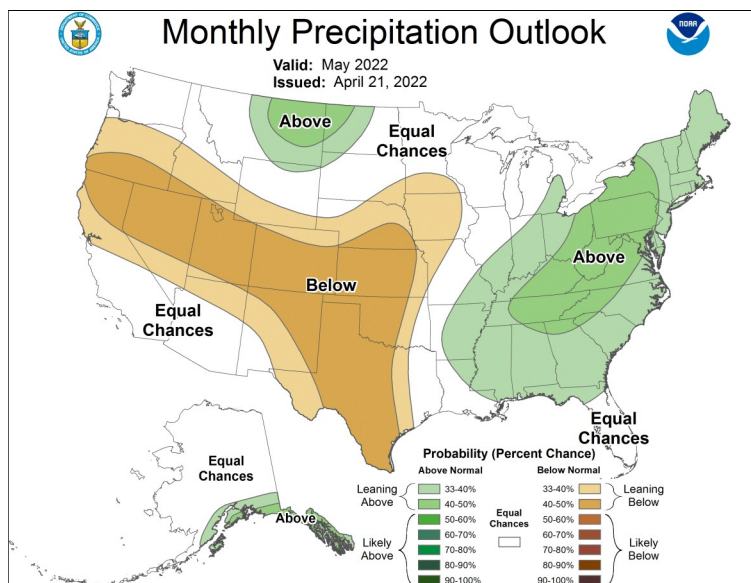 Monthly Precipitation Outlook
NOAA
Valid: May 2022
Issued: April 21, 2022
Above
Equal
Chances
Above
Below
Equal
Chances
Equal
Chances
Equal
Chances
Above
Probability (Percent Chance)
Above Normal
Below Normal
Leaning
Above
33-40%
40-50%
Likely
Above
50-60%
60-70%
70-80%
80-90%
90-100%
Equal
Chances
33-40%
40-50%
Leaning
Below
50-60%
60-70%
70-80%
80-90%
90-100%
Likely
Below